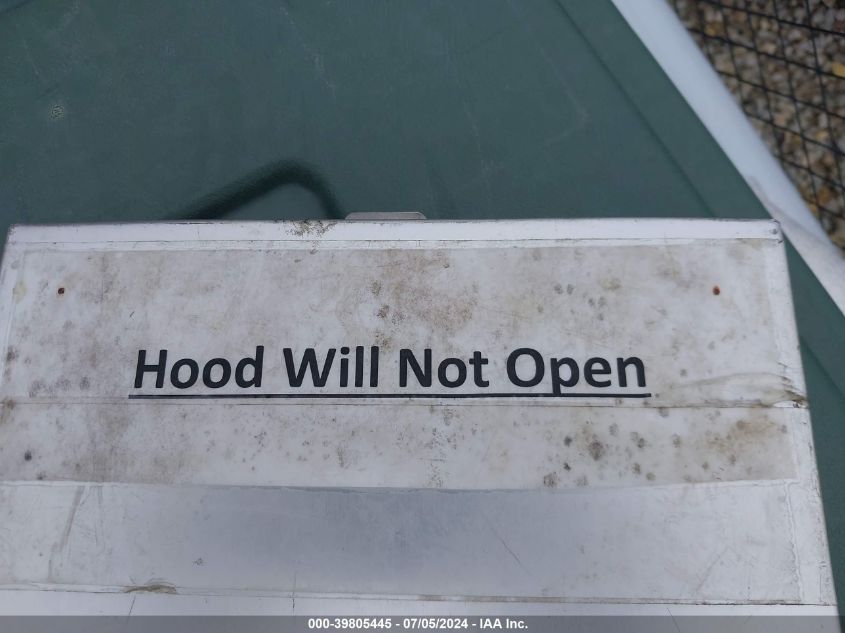 Hood Will Not Open
000-39805445 - 07/05/2024 - IAA Inc.